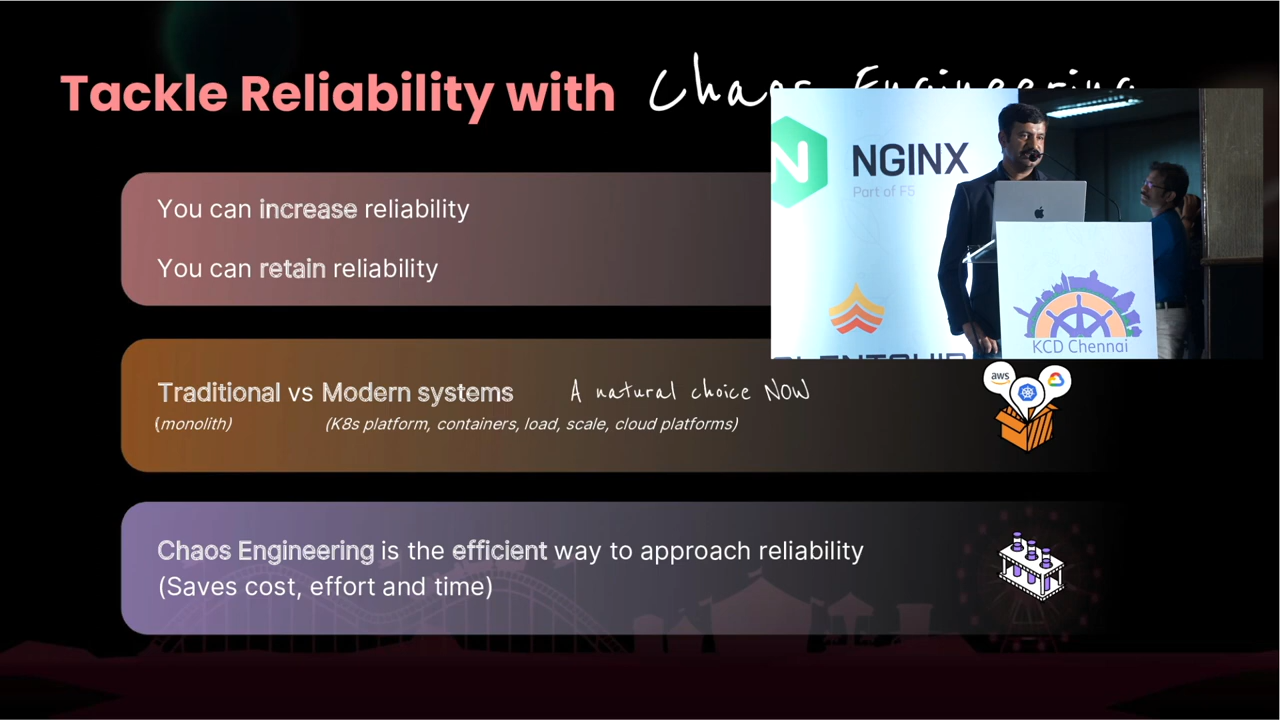 Tackle Reliability with Chaos Engineering
NGINX
Part of F5
You can increase reliability
You can retain reliability
KCD Chennai
Traditional vs Modern systems A natural choice NOW
(monolith) (K8s platform, containers, load, scale, cloud platforms)
aws
Chaos Engineering is the efficient way to approach reliability
(Saves cost, effort and time)